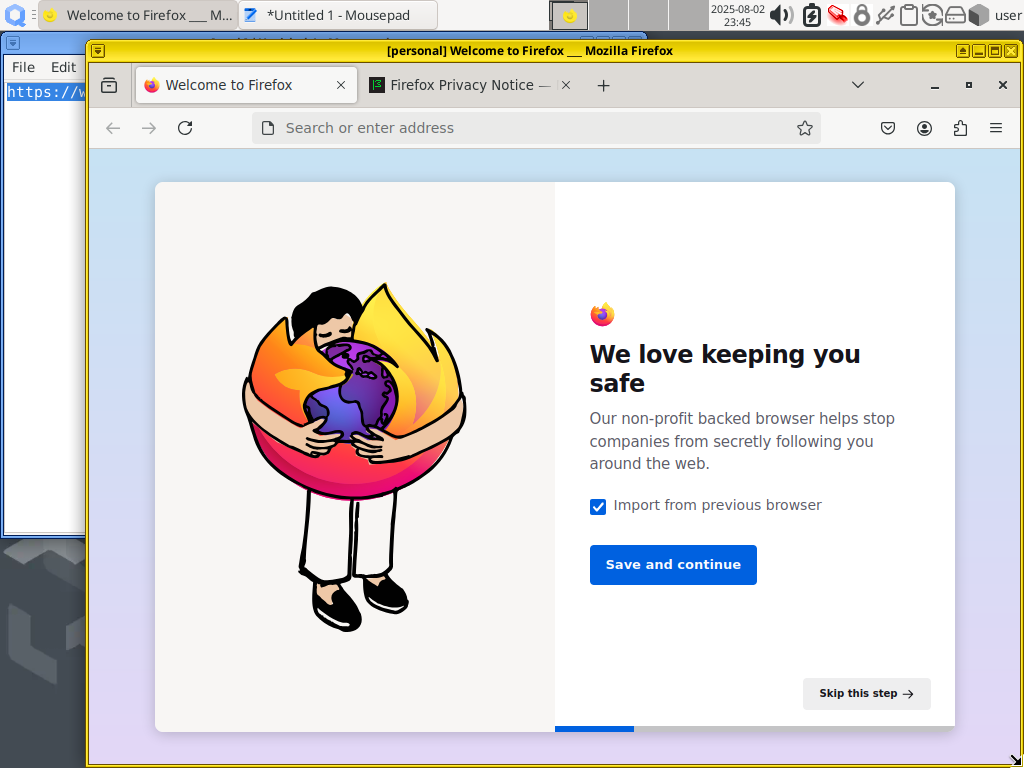 Welcome to Firefox ___ M...
*Untitled 1 - Mousepad
2025-08-02
23:45
user
[personal] Welcome to Firefox ___ Mozilla Firefox
File Edit
https://w
Welcome to Firefox
Firefox Privacy Notice —
Search or enter address
We love keeping you
safe
Our non-profit backed browser helps stop
companies from secretly following you
around the web.
Import from previous browser
Save and continue
Skip this step →